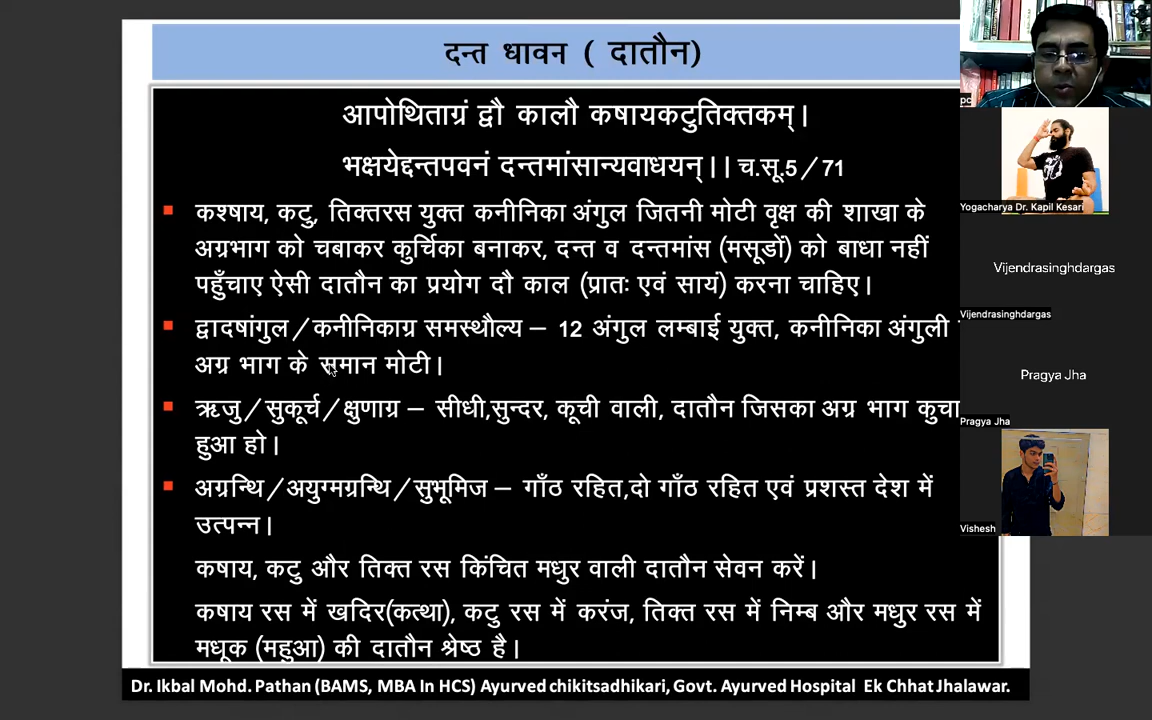 दन्त धावन ( दातौन)
आपोथिताग्रं द्वौ कालौ कषायकटुतिक्तकम्।
भक्षयेद्दन्तपवनं दन्तमांसान्यवाधयन्।। च.सू.5/71
कश्षाय, कटु, तिक्तरस युक्त कनीनिका अंगुल जितनी मोटी वृक्ष की शाखा के
अग्रभाग को चबाकर कुर्चिका बनाकर, दन्त व दन्तमांस (मसूडों) को बाधा नहीं
पहुँचाए ऐसी दातौन का प्रयोग दौ काल (प्रातः एवं सायं) करना चाहिए।
द्वादषांगुल/कनीनिकाग्र समस्थौल्य – 12 अंगुल लम्बाई युक्त, कनीनिका अंगुली
अग्र भाग के समान मोटी।
ऋजु/सुकूर्च/क्षुणाग्र – सीधी,सुन्दर, कूची वाली, दातौन जिसका अग्र भाग कुचा
हुआ हो।
अग्रन्थि/अयुग्मग्रन्थि/सुभूमिज – गाँठ रहित,दो गाँठ रहित एवं प्रशस्त देश में
उत्पन्न।
कषाय, कटु और तिक्त रस किंचित मधुर वाली दातौन सेवन करें।
कषाय रस में खदिर(कत्था), कटु रस में करंज, तिक्त रस में निम्ब और मधुर रस में
मधूक (महुआ) की दातौन श्रेष्ठ है।
Dr. Ikbal Mohd. Pathan (BAMS, MBA In HCS) Ayurved chikitsadhikari, Govt. Ayurved Hospital Ek Chhat Jhalawar.
pc
Yogacharya Dr. Kapil Kesari
Vijendrasinghdargas
Vijendrasinghdargas
Pragya Jha
Pragya Jha
Vishesh